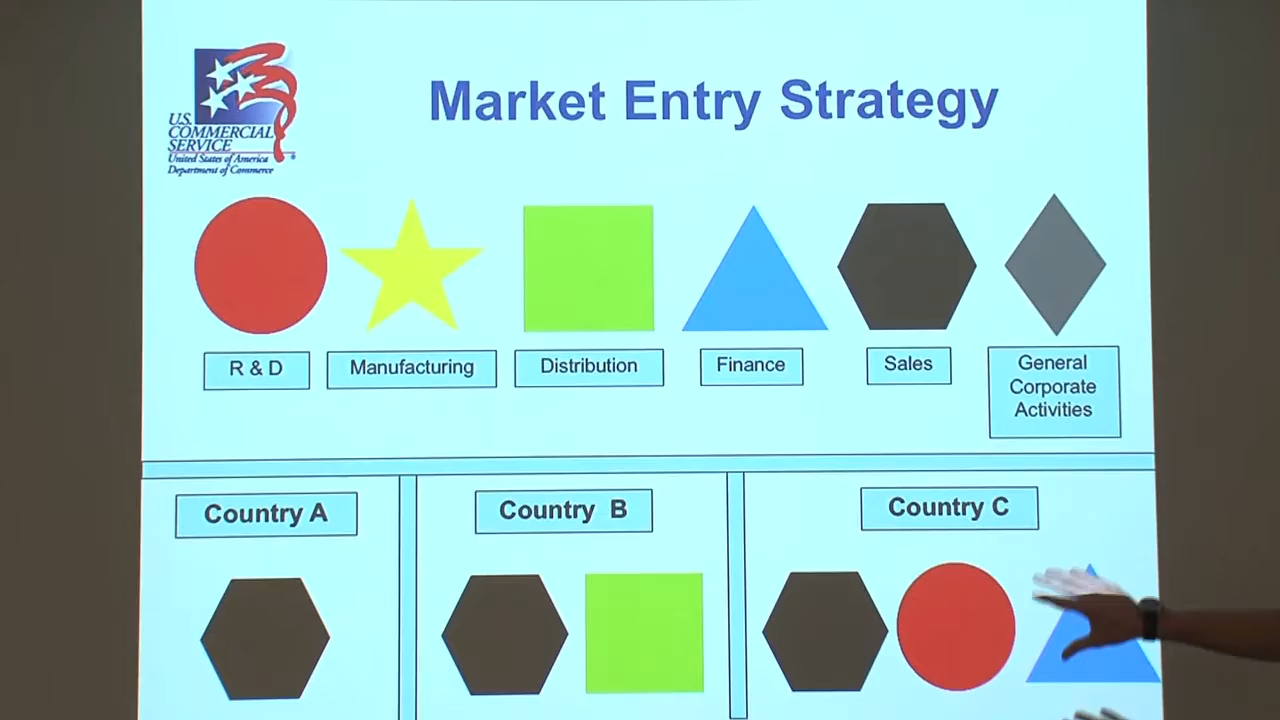 Market Entry Strategy
U.S.
COMMERCIAL
SERVICE
United States of America
Department of Commerce
R & D
Manufacturing
Distribution
Finance
Sales
General
Corporate
Activities
Country A
Country B
Country C